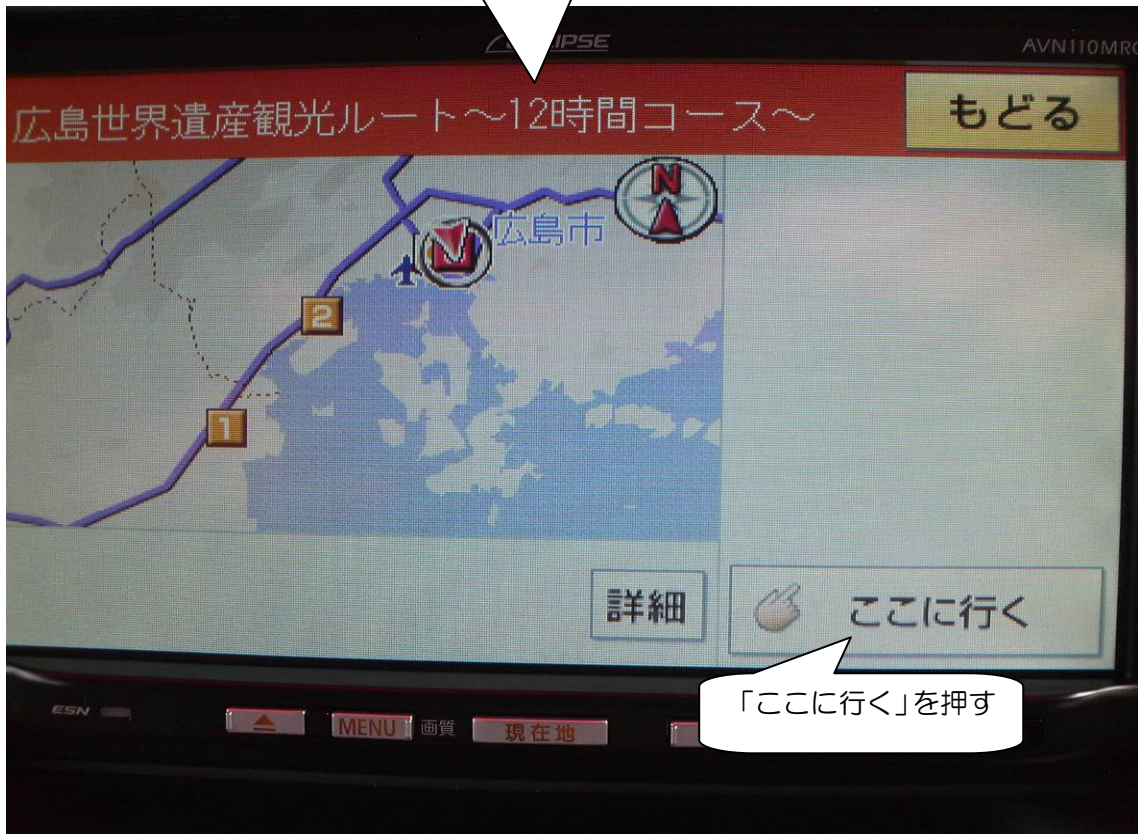 ECLIPSE
AVN110MR
広島世界遺産観光ルート～12時間コース～
もどる
N
広島市
2
1
詳細
ここに行く
「ここに行く」を押す
ESN
MENU
画質
現在地